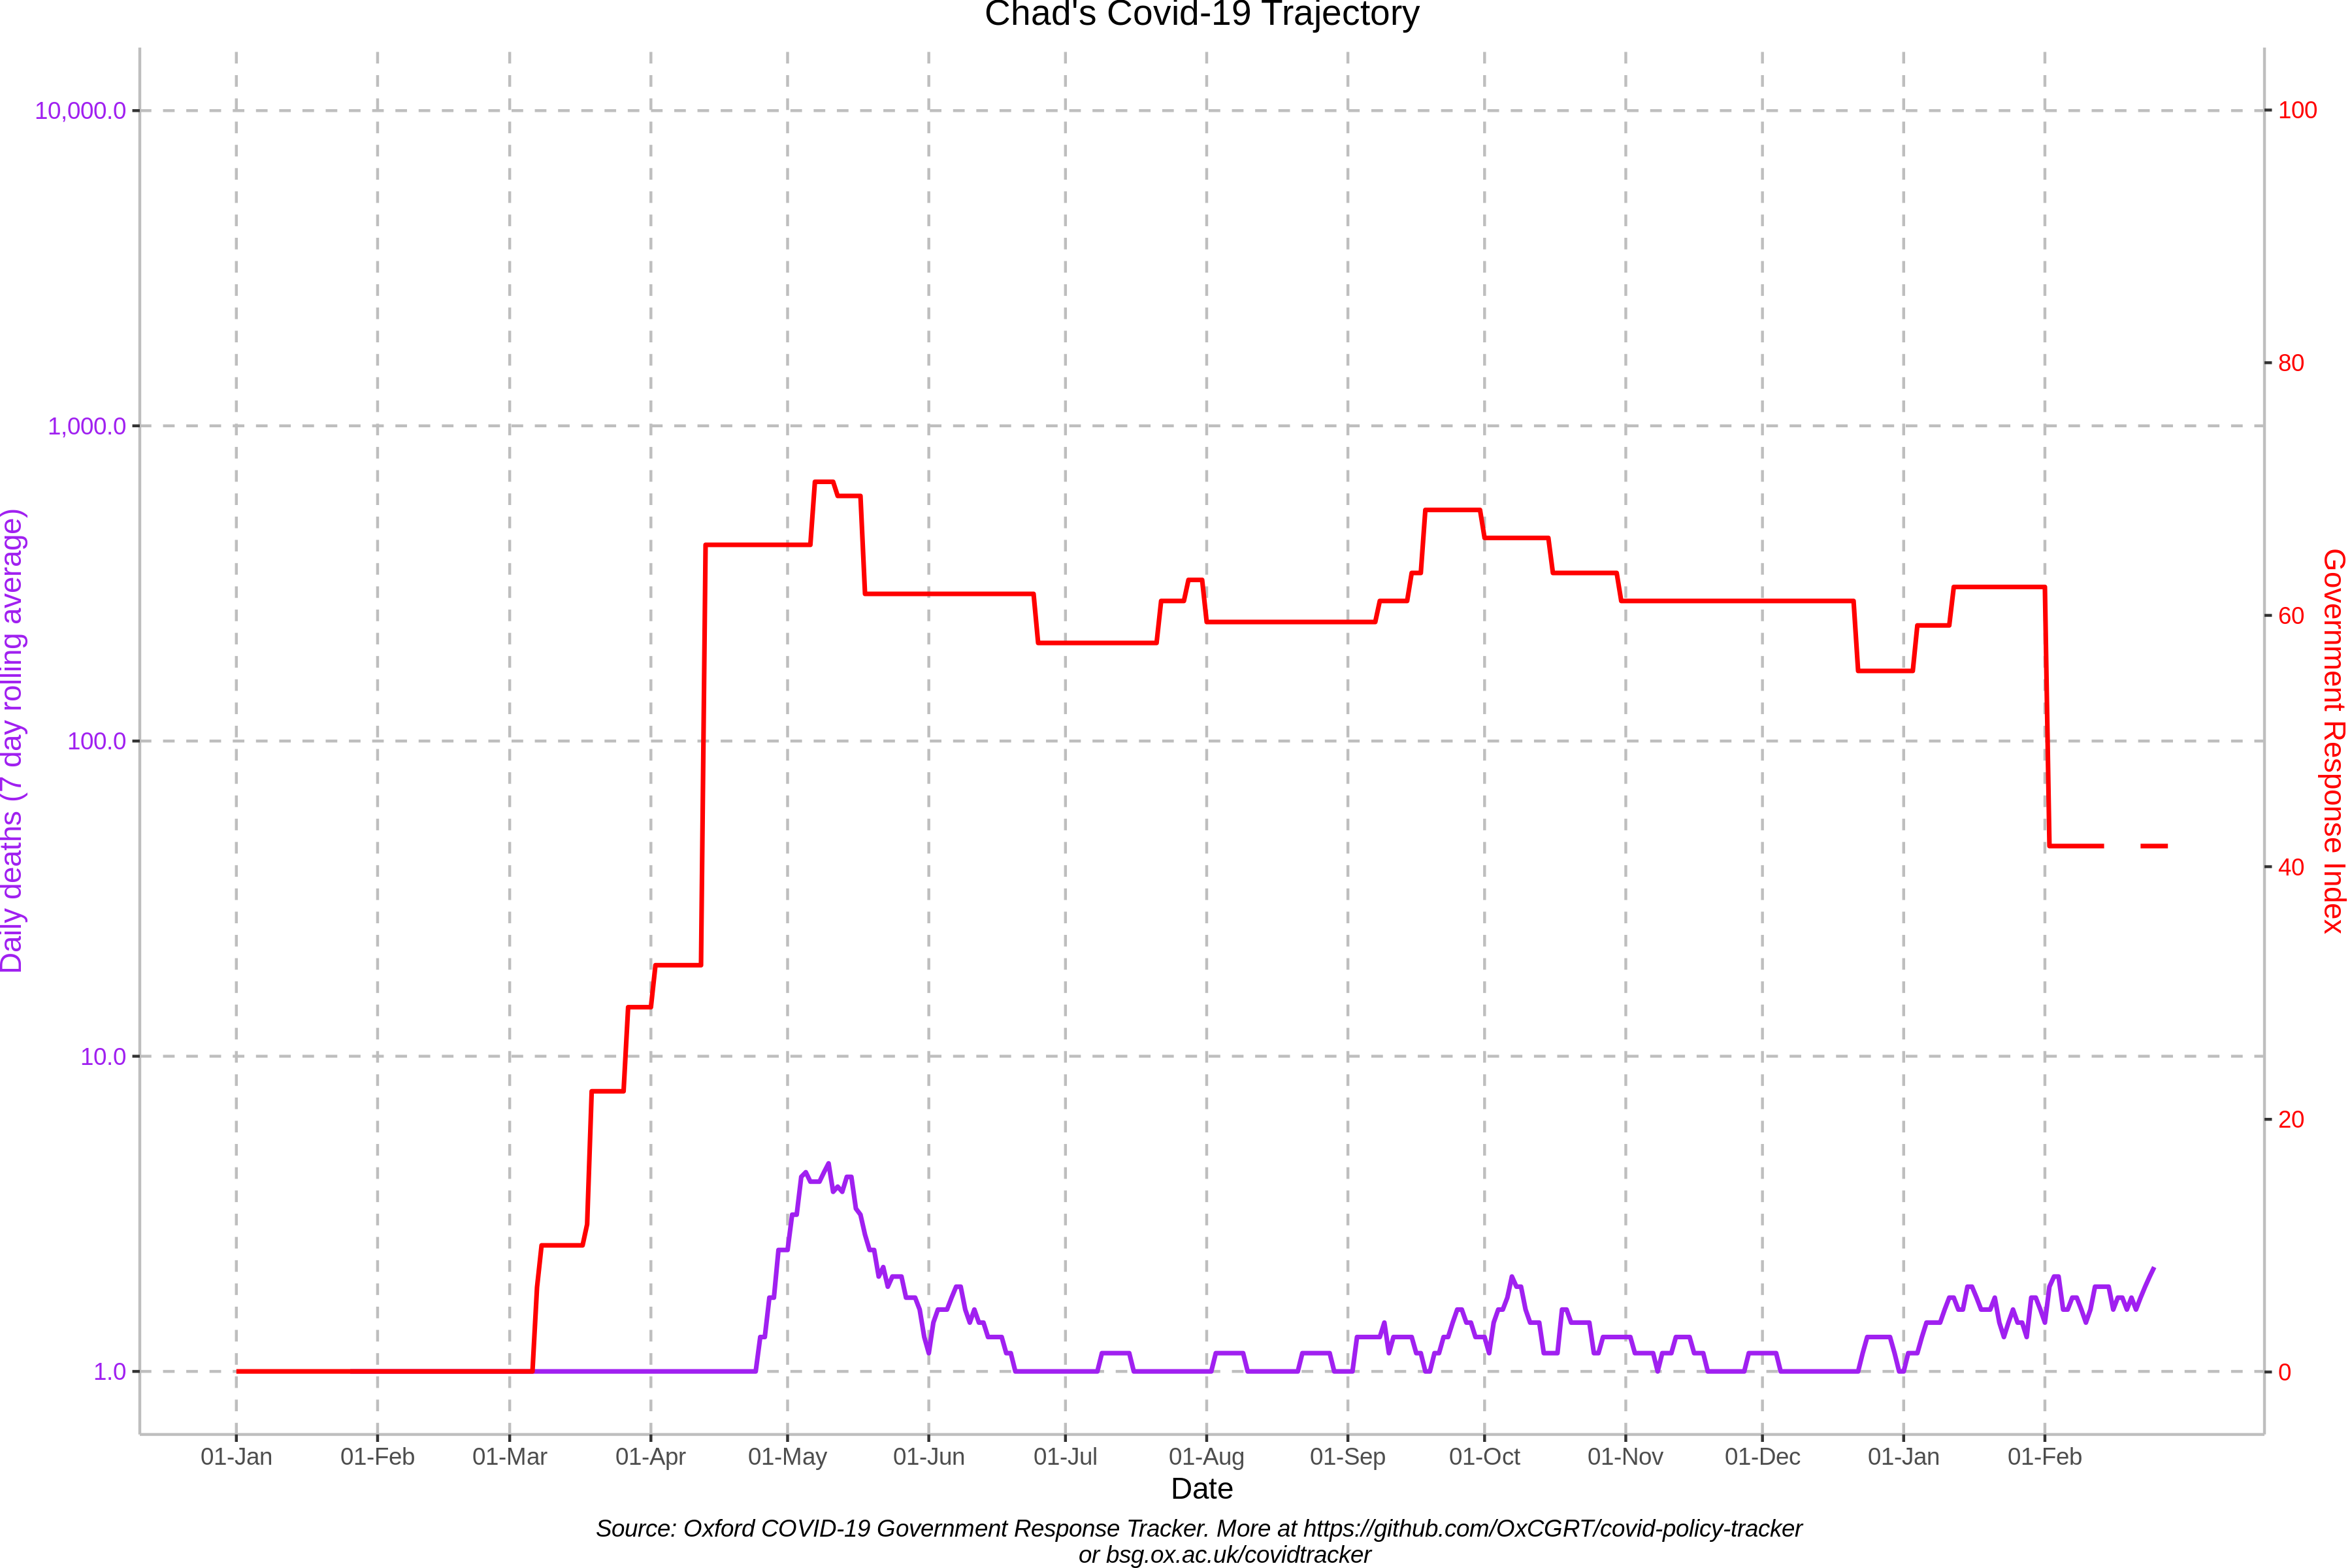 Chad's Covid-19 Trajectory
10,000.0
1,000.0
100.0
10.0
1.0
Daily deaths (7 day rolling average)
100
80
60
40
20
0
Government Response Index
01-Jan
01-Feb
01-Mar
01-Apr
01-May
01-Jun
01-Jul
01-Aug
01-Sep
01-Oct
01-Nov
01-Dec
01-Jan
01-Feb
Date
Source: Oxford COVID-19 Government Response Tracker. More at https://github.com/OxCGRT/covid-policy-tracker
or bsg.ox.ac.uk/covidtracker